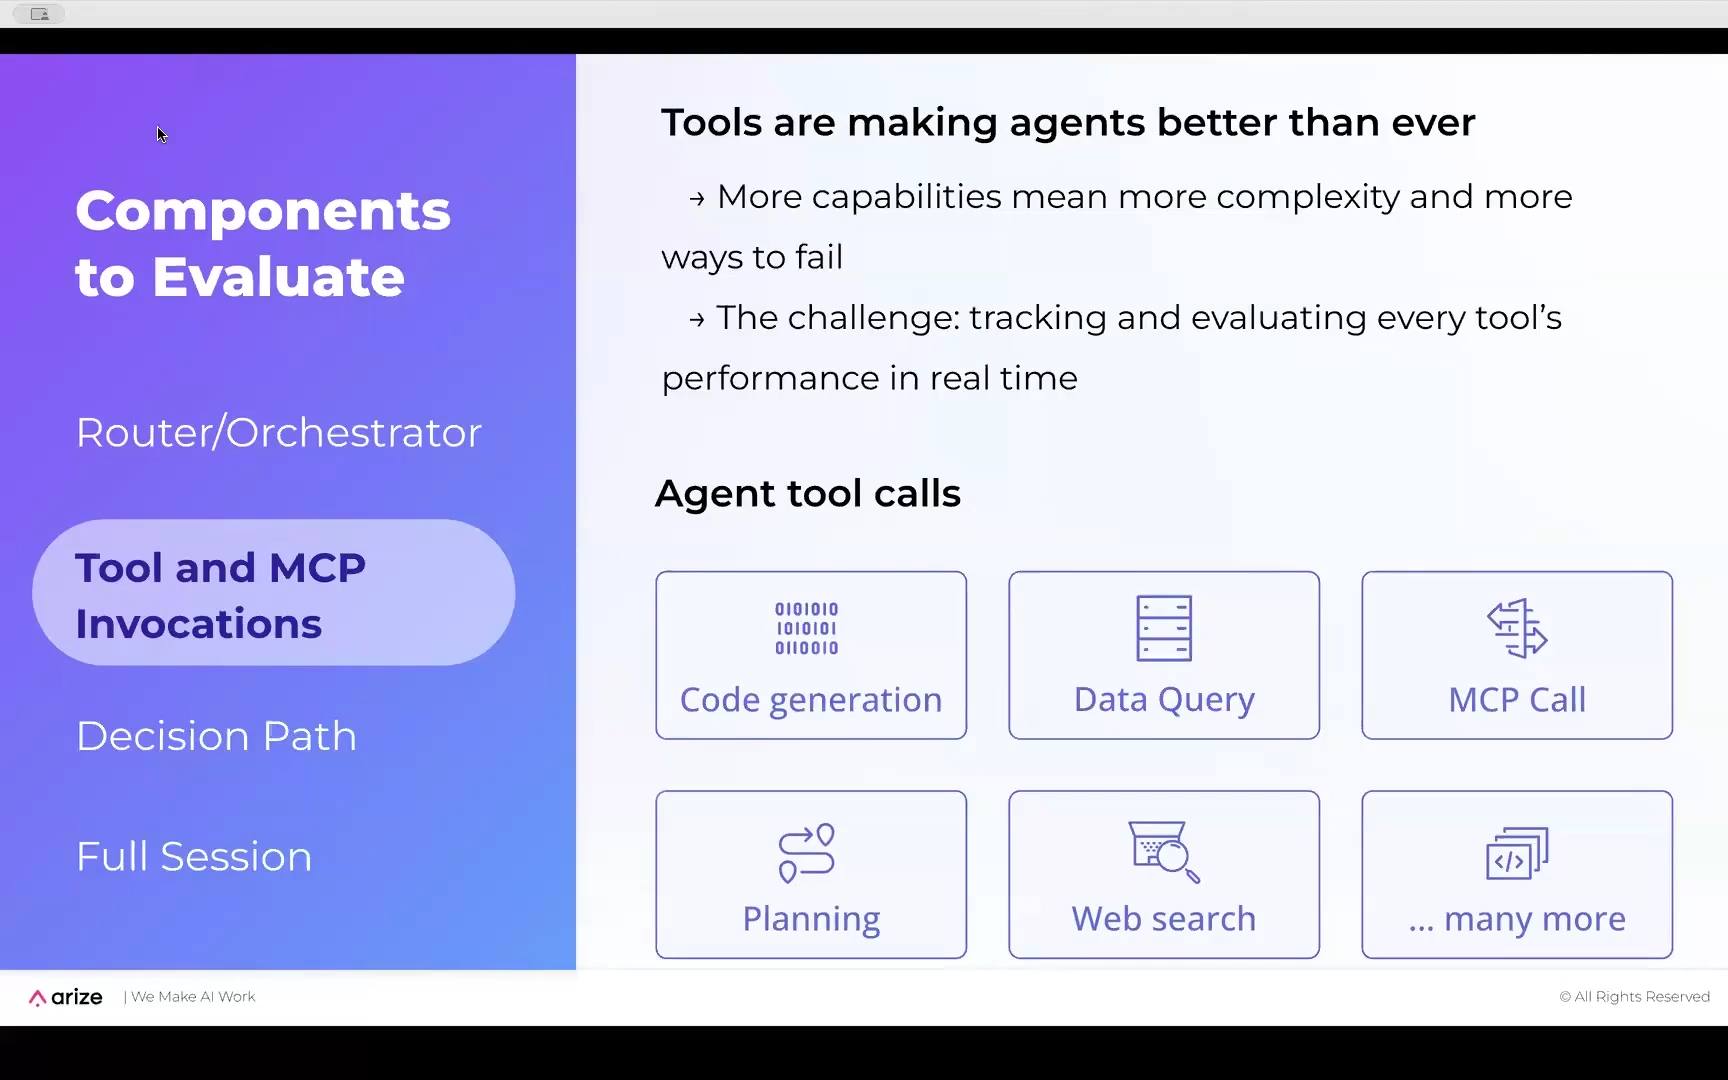 Components
to Evaluate
Router/Orchestrator
Tool and MCP
Invocations
Decision Path
Full Session
Tools are making agents better than ever
→ More capabilities mean more complexity and more
ways to fail
→ The challenge: tracking and evaluating every tool’s
performance in real time
Agent tool calls
0101010
1010101
0110010
Code generation
Data Query
MCP Call
Planning
Web search
</>
... many more
arize | We Make AI Work
© All Rights Reserved